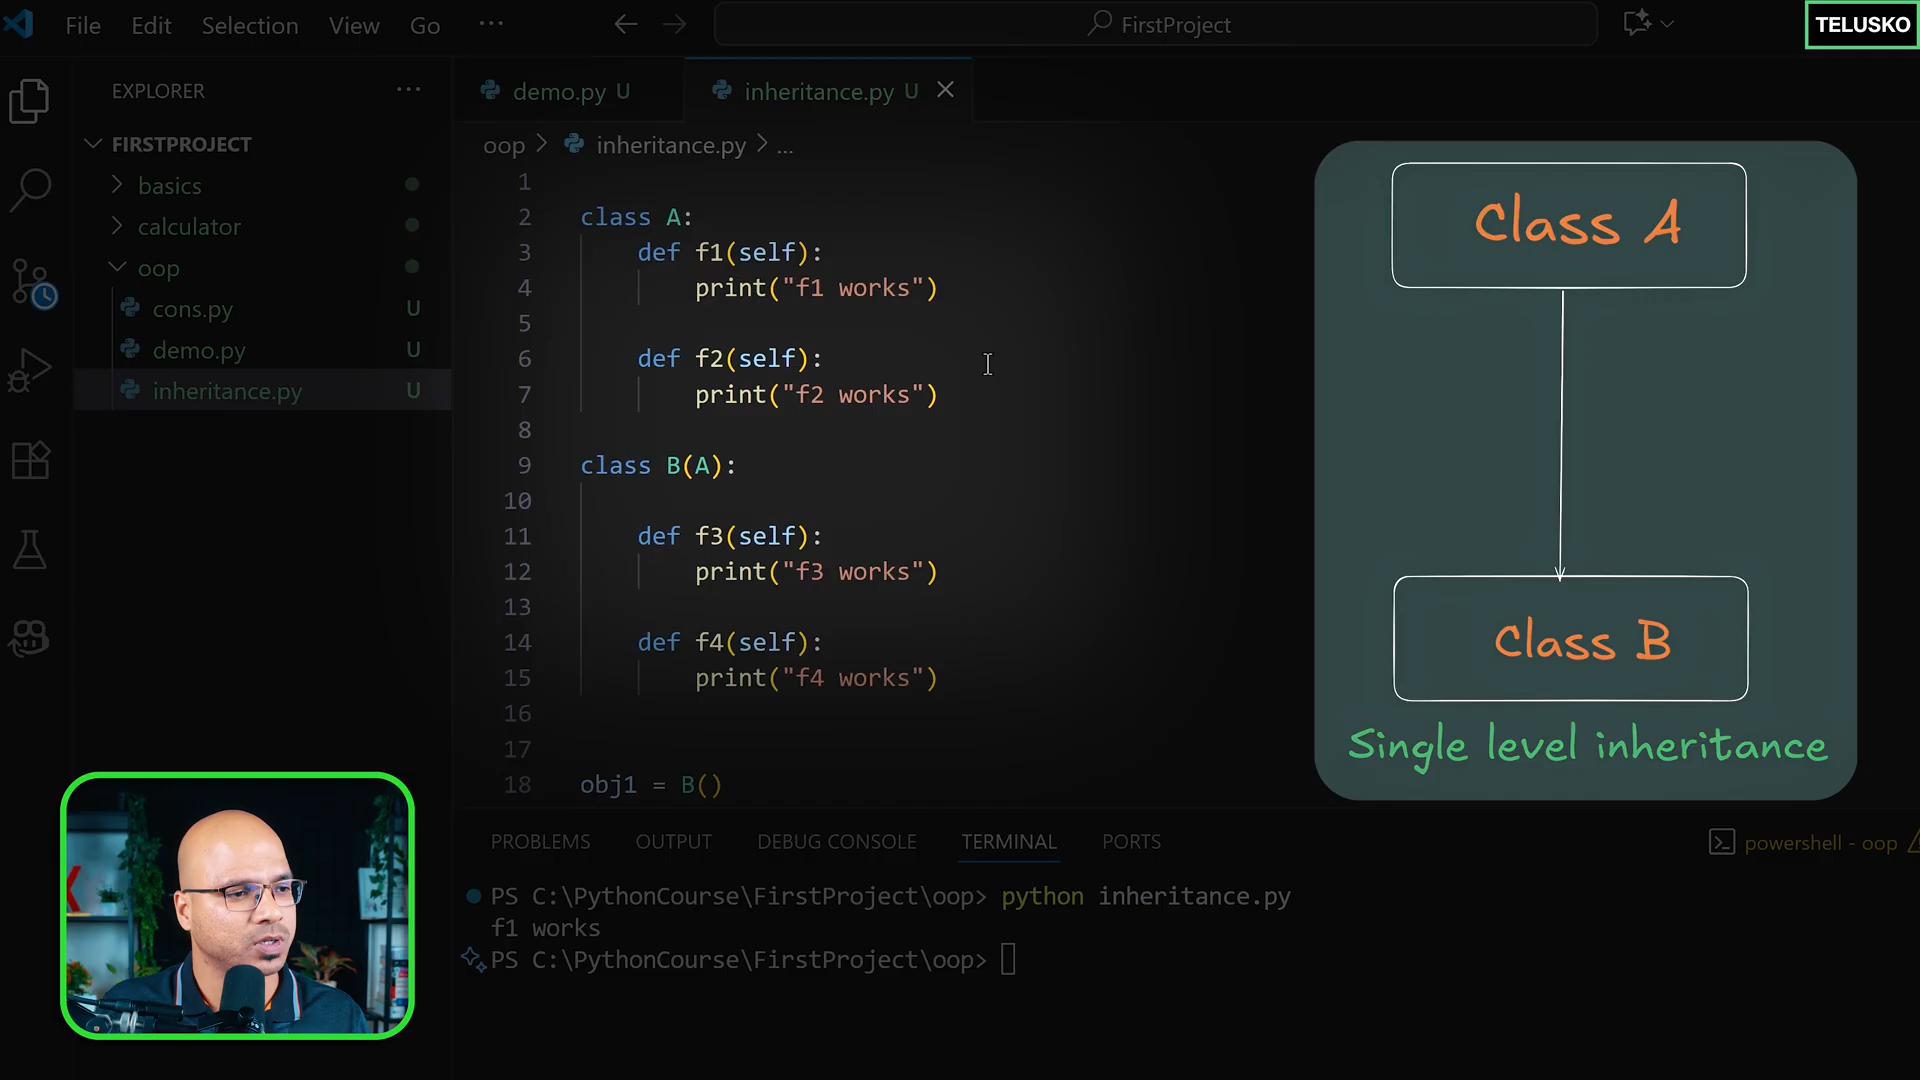 File Edit Selection View Go ...
FirstProject
TELUSKO
EXPLORER ...
FIRSTPROJECT
basics
calculator
oop
cons.py U
demo.py U
inheritance.py U
demo.py U
inheritance.py U
oop > inheritance.py > ...
1
2 class A:
3 def f1(self):
4 print("f1 works")
5
6 def f2(self):
7 print("f2 works")
8
9 class B(A):
10
11 def f3(self):
12 print("f3 works")
13
14 def f4(self):
15 print("f4 works")
16
17
18 obj1 = B()
Class A
Class B
Single level inheritance
PROBLEMS OUTPUT DEBUG CONSOLE TERMINAL PORTS
powershell - oop
PS C:\PythonCourse\FirstProject\oop> python inheritance.py
f1 works
PS C:\PythonCourse\FirstProject\oop>